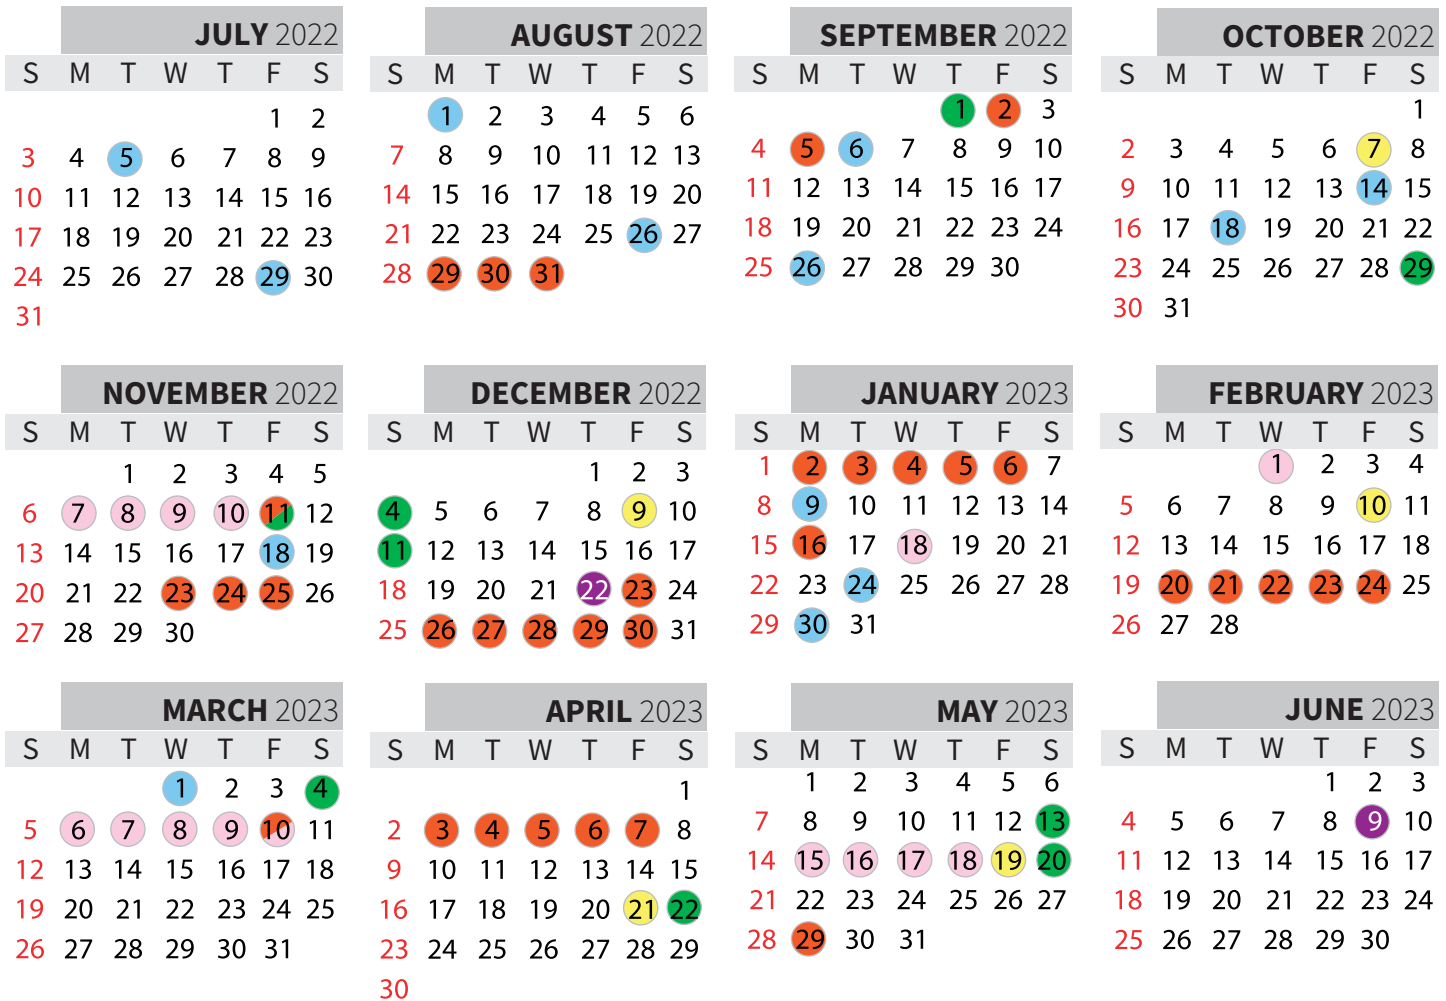 JULY 2022
S M T W T F S
1 2
3 4 5 6 7 8 9
10 11 12 13 14 15 16
17 18 19 20 21 22 23
24 25 26 27 28 29 30
31
AUGUST 2022
S M T W T F S
1 2 3 4 5 6
7 8 9 10 11 12 13
14 15 16 17 18 19 20
21 22 23 24 25 26 27
28 29 30 31
SEPTEMBER 2022
S M T W T F S
1 2 3
4 5 6 7 8 9 10
11 12 13 14 15 16 17
18 19 20 21 22 23 24
25 26 27 28 29 30
OCTOBER 2022
S M T W T F S
1
2 3 4 5 6 7 8
9 10 11 12 13 14 15
16 17 18 19 20 21 22
23 24 25 26 27 28 29
30 31
NOVEMBER 2022
S M T W T F S
1 2 3 4 5
6 7 8 9 10 11 12
13 14 15 16 17 18 19
20 21 22 23 24 25 26
27 28 29 30
DECEMBER 2022
S M T W T F S
1 2 3
4 5 6 7 8 9 10
11 12 13 14 15 16 17
18 19 20 21 22 23 24
25 26 27 28 29 30 31
JANUARY 2023
S M T W T F S
1 2 3 4 5 6 7
8 9 10 11 12 13 14
15 16 17 18 19 20 21
22 23 24 25 26 27 28
29 30 31
FEBRUARY 2023
S M T W T F S
1 2 3 4
5 6 7 8 9 10 11
12 13 14 15 16 17 18
19 20 21 22 23 24 25
26 27 28
MARCH 2023
S M T W T F S
1 2 3 4
5 6 7 8 9 10 11
12 13 14 15 16 17 18
19 20 21 22 23 24 25
26 27 28 29 30 31
APRIL 2023
S M T W T F S
1
2 3 4 5 6 7 8
9 10 11 12 13 14 15
16 17 18 19 20 21 22
23 24 25 26 27 28 29
30
MAY 2023
S M T W T F S
1 2 3 4 5 6
7 8 9 10 11 12 13
14 15 16 17 18 19 20
21 22 23 24 25 26 27
28 29 30 31
JUNE 2023
S M T W T F S
1 2 3
4 5 6 7 8 9 10
11 12 13 14 15 16 17
18 19 20 21 22 23 24
25 26 27 28 29 30